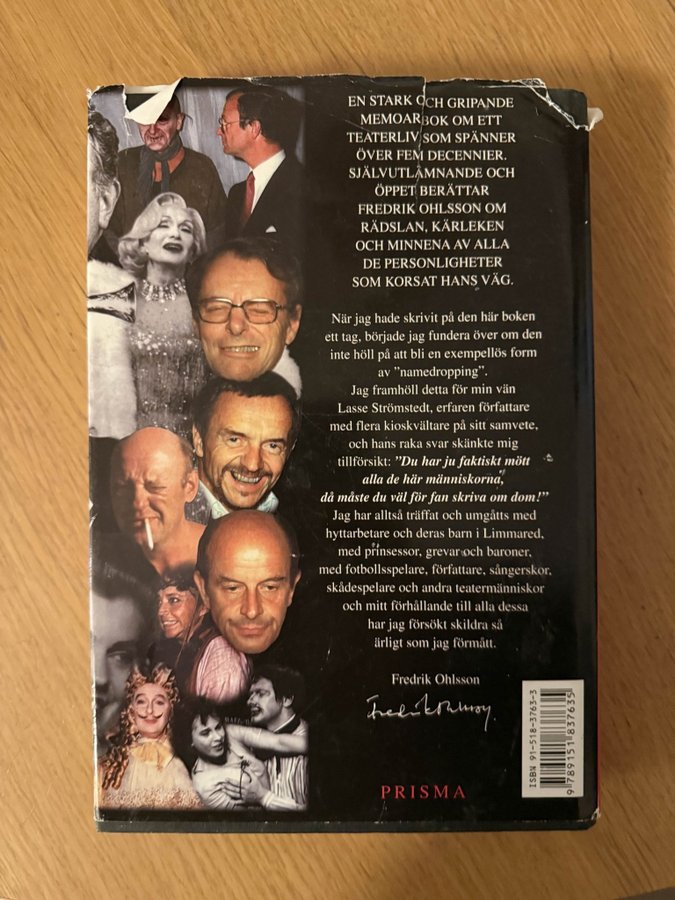 EN STARK OCH GRIPANDE
MEMOARBOK OM ETT
TEATERLIV SOM SPÄNNER
ÖVER FEM DECENNIER.
SJÄLVUTLÄMNANDE OCH
ÖPPET BERÄTTAR
FREDRIK OHLSSON OM
RÄDSLAN, KÄRLEKEN
OCH MINNENA AV ALLA
DE PERSONLIGHETER
SOM KORSAT HANS VÄG.
När jag hade skrivit på den här boken
ett tag, började jag fundera över om den
inte höll på att bli en exempellös form
av ”namedropping”.
Jag framhöll detta för min vän
Lasse Strömstedt, erfaren författare
med flera kioskvältare på sitt samvete,
och hans raka svar skänkte mig
tillförsikt: ”Du har ju faktiskt mött
alla de här människorna,
då måste du väl för fan skriva om dom!”
Jag har alltså träffat och umgåtts med
hyttarbetare och deras barn i Limmared,
med prinsessor, grevar och baroner,
med fotbollsspelare, författare, sångerskor,
skådespelare och andra teatermänniskor
och mitt förhållande till alla dessa
har jag försökt skildra så
ärligt som jag förmått.
Fredrik Ohlsson
Fredrik Ohlsson
PRISMA
ISBN 91-518-3763-3
9 789151 837635